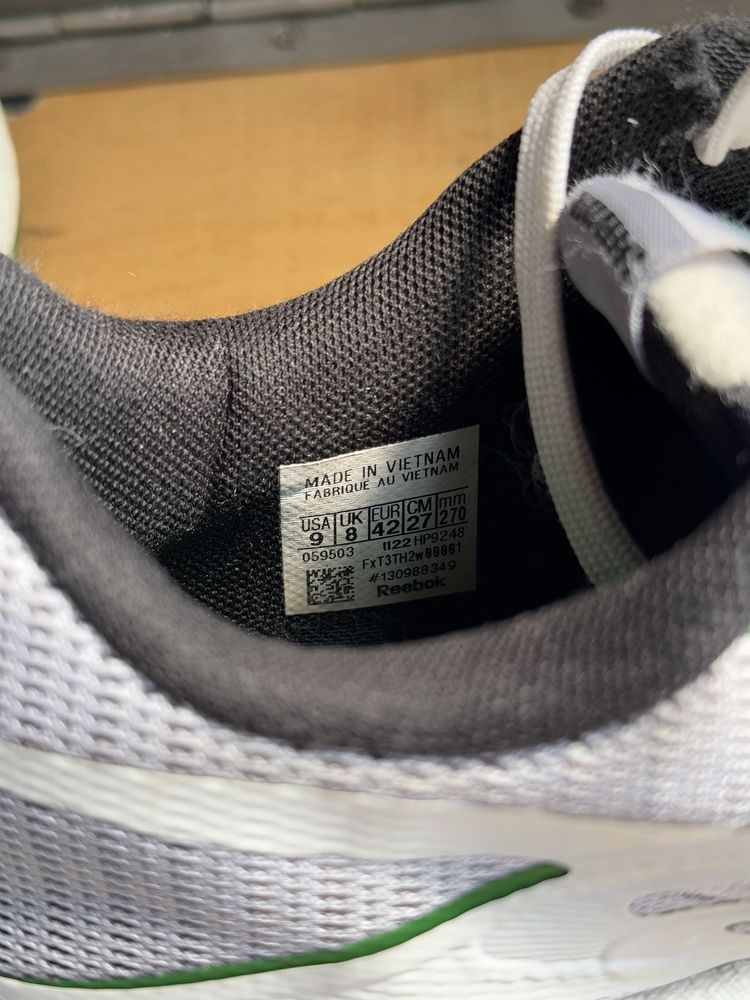 MADE IN VIETNAM
FABRIQUE AU VIETNAM
USA UK EUR CM mm
9 8 42 27 270
059503 1122 HP9248
FxT3TH2w00001
#130988349
Reebok